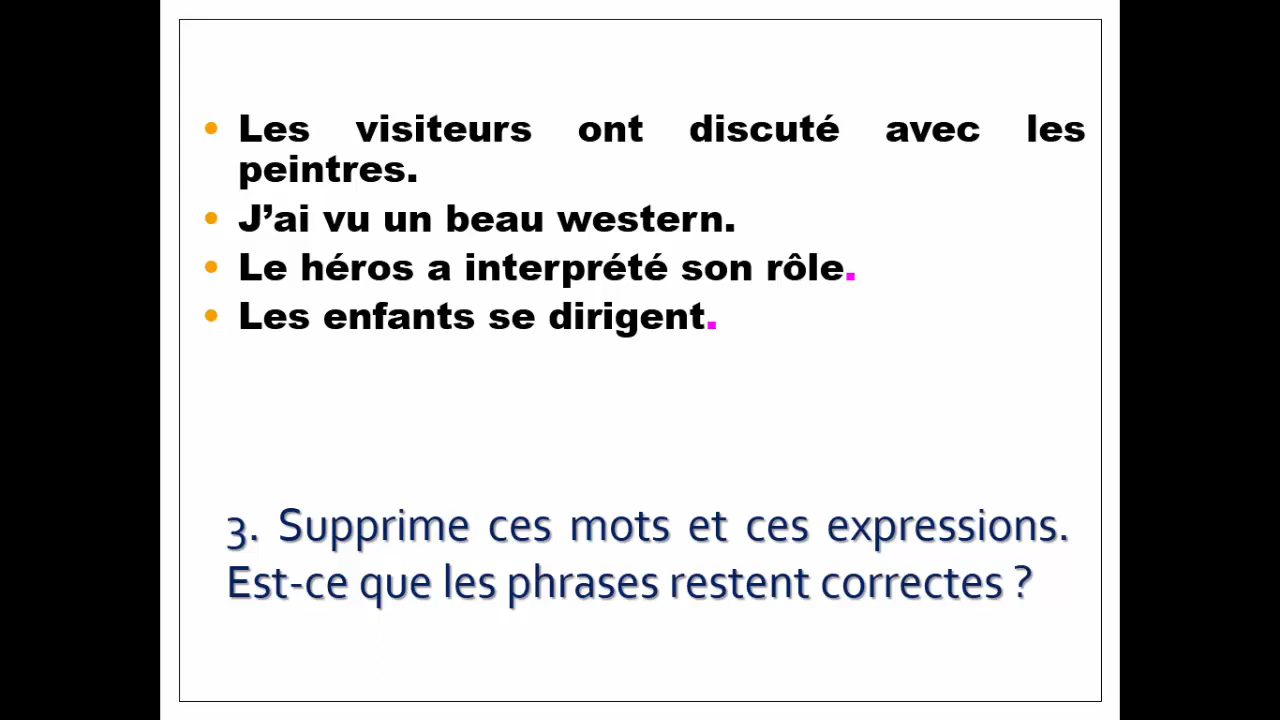 • Les visiteurs ont discuté avec les
peintres.
• J’ai vu un beau western.
• Le héros a interprété son rôle.
• Les enfants se dirigent.
3. Supprime ces mots et ces expressions.
Est-ce que les phrases restent correctes ?